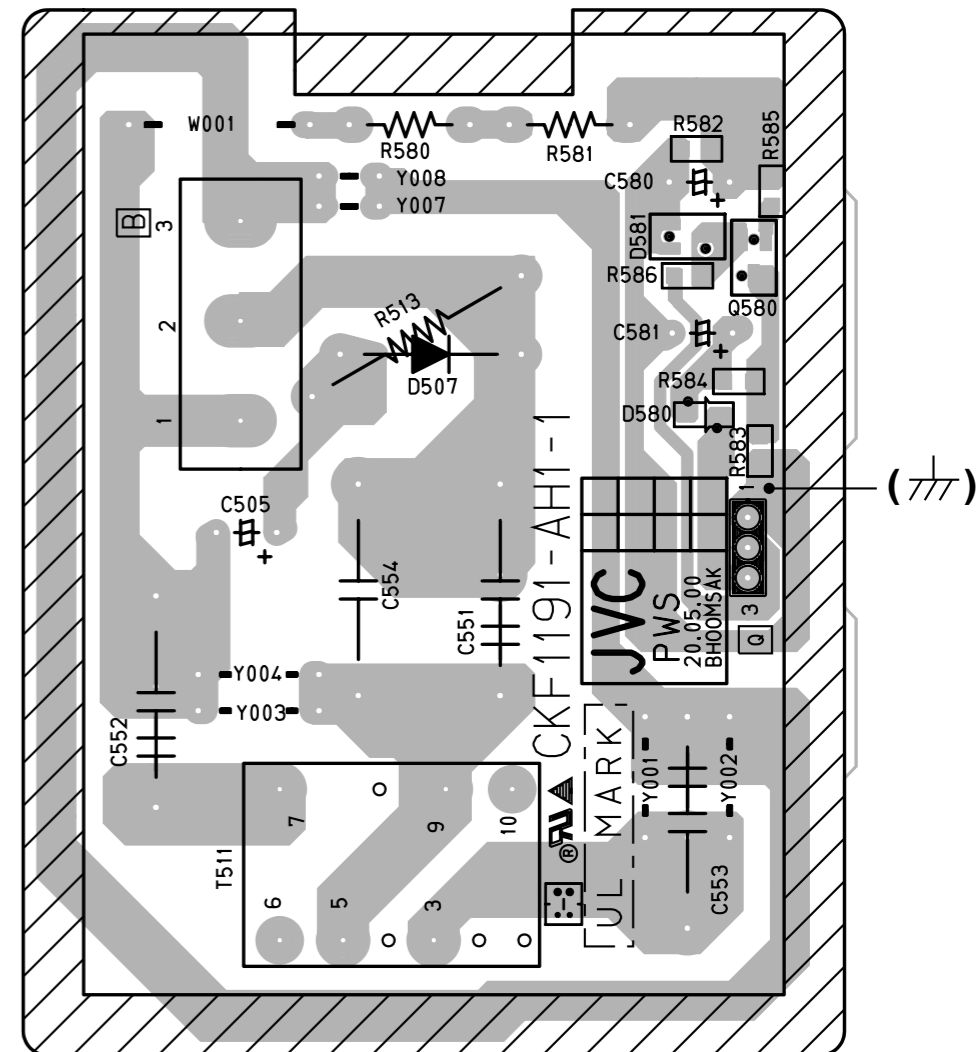 W001
R580
R581
R582
R585
C580
+
Y008
Y007
B
3
D581
R586
Q580
2
R513
C581
+
D507
R584
D580
1
R583
CKF1191-AH1-1
1
( )
C505
+
C554
C551
JVC
PWS
20.05.00
BHOOMSAK
3
Q
Y004
Y003
C552
UL MARK
Y001
Y002
7
9
10
T511
®
6
5
3
C553